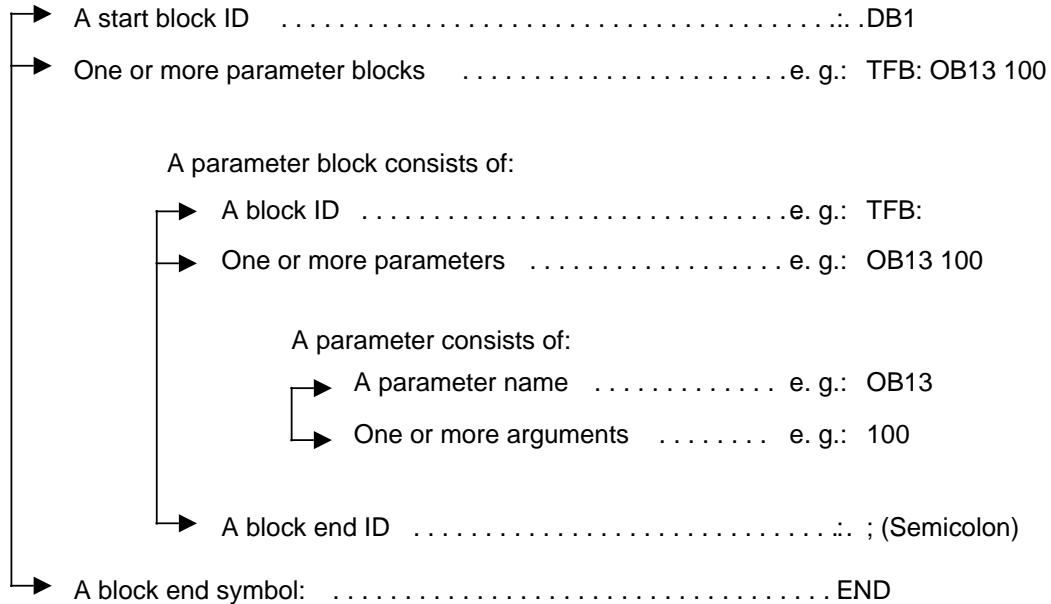 A start block ID . . . . . . . . . . . . . . . . . . . . . . . . . . . . . . . . . . . . . . .:. . DB1
One or more parameter blocks . . . . . . . . . . . . . . . . . . . . . . . e. g.: TFB: OB13 100
A parameter block consists of:
A block ID . . . . . . . . . . . . . . . . . . . . . . . . . . . . . . e. g.: TFB:
One or more parameters . . . . . . . . . . . . . . . . . . e. g.: OB13 100
A parameter consists of:
A parameter name . . . . . . . . . . . . . e. g.: OB13
One or more arguments . . . . . . . . e. g.: 100
A block end ID . . . . . . . . . . . . . . . . . . . . . . . . . . . . . .:. ; (Semicolon)
A block end symbol: . . . . . . . . . . . . . . . . . . . . . . . . . . . . . . . . . . . END